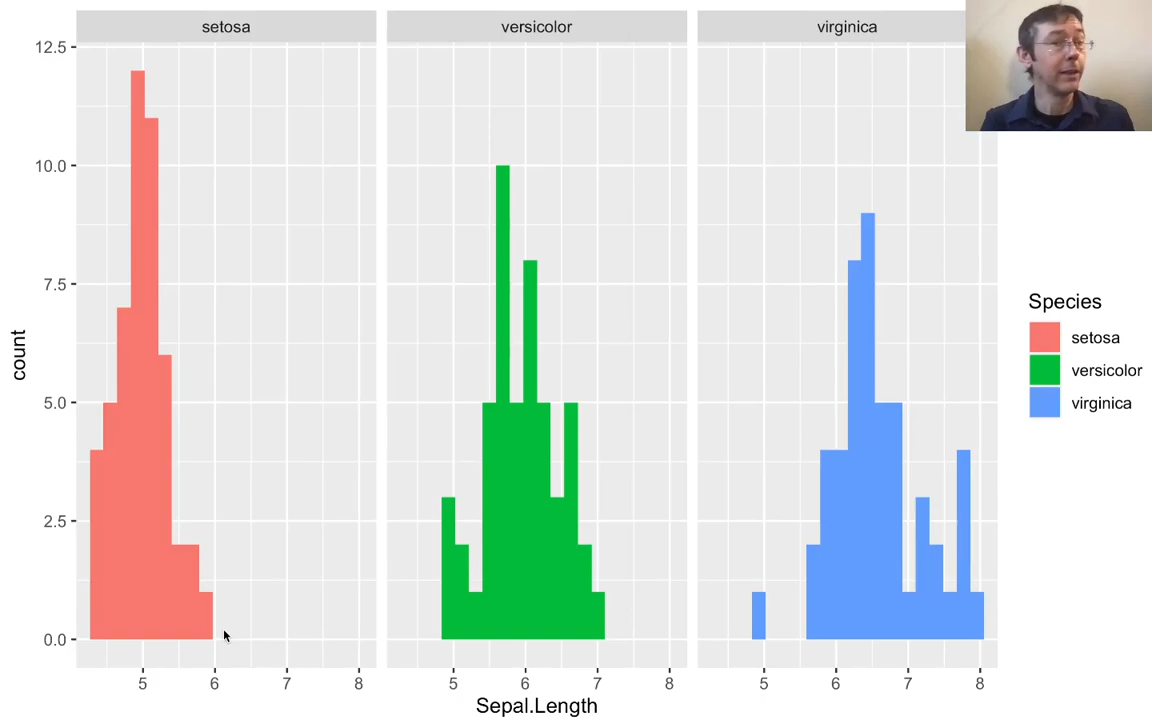 setosa
versicolor
virginica
12.5
10.0
7.5
5.0
2.5
0.0
count
5 6 7 8
5 6 7 8
5 6 7 8
Sepal.Length
Species
setosa
versicolor
virginica